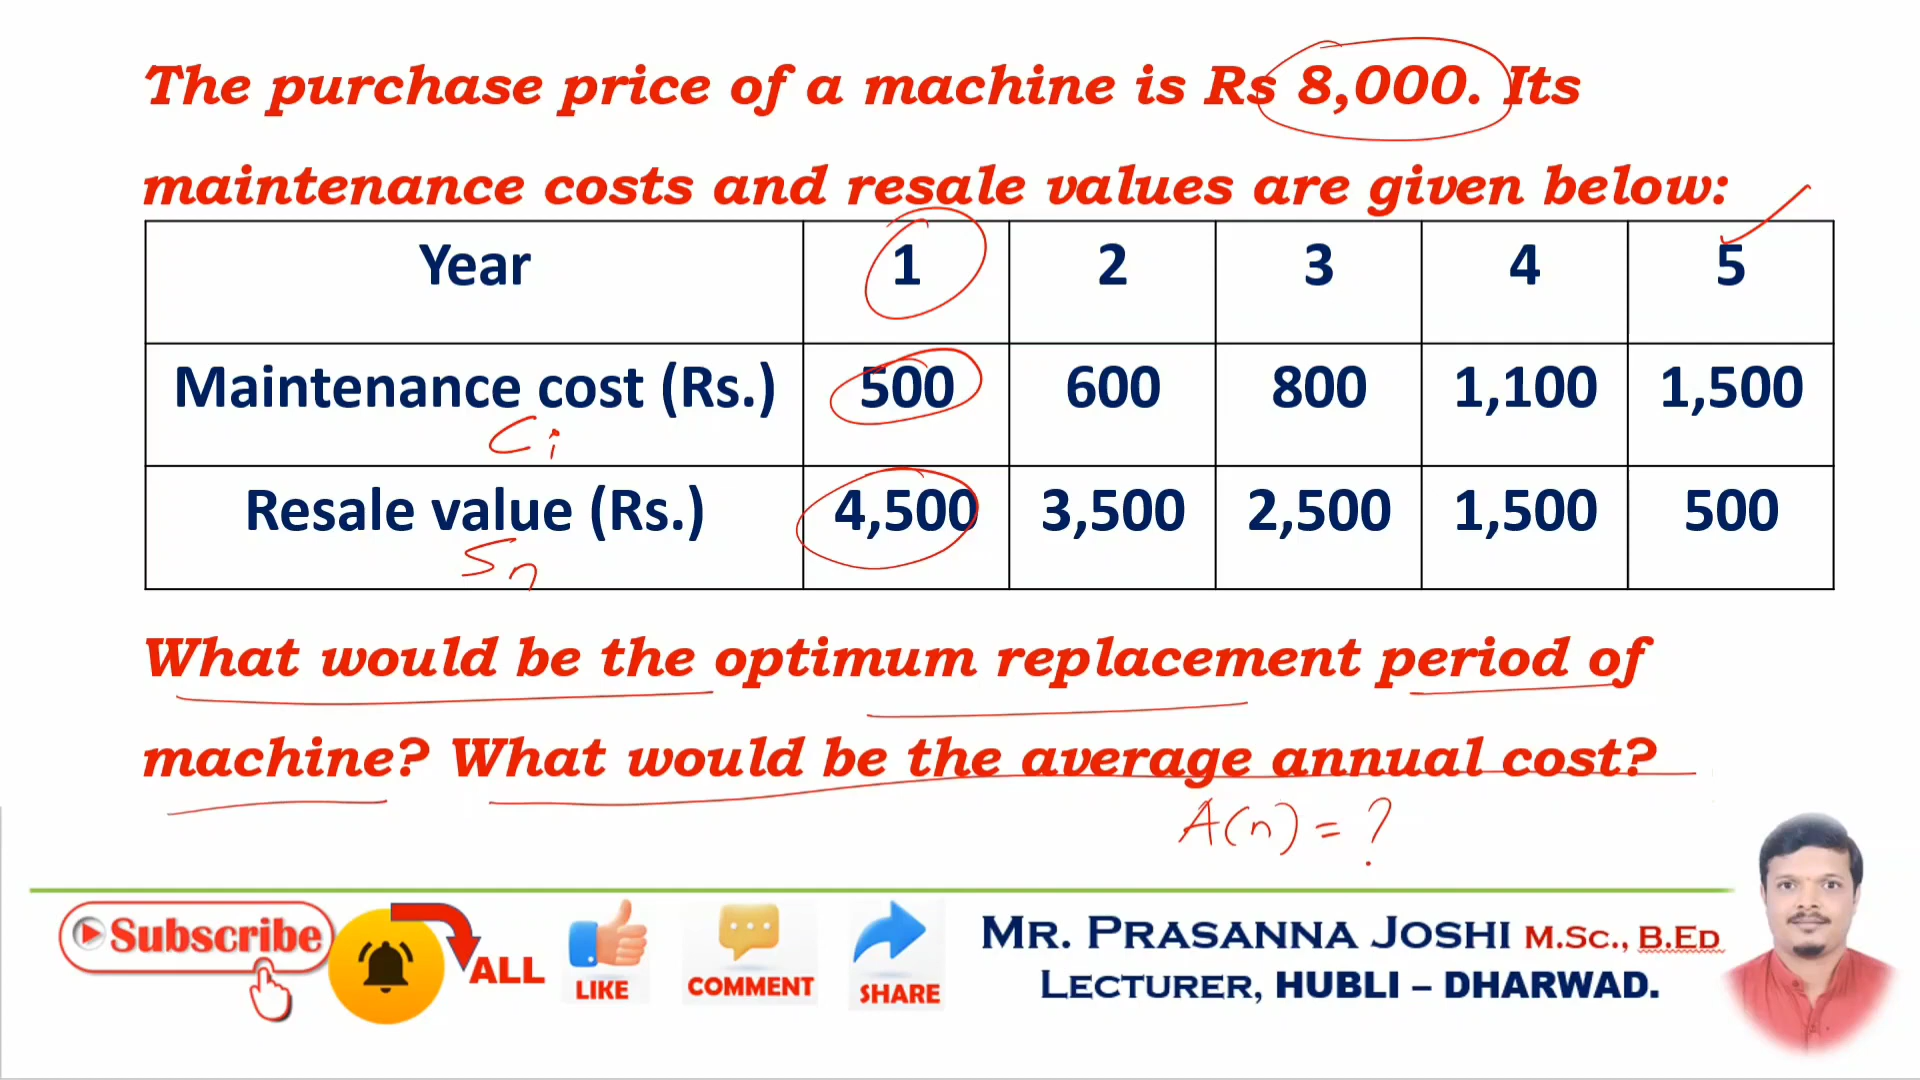 The purchase price of a machine is Rs 8,000. Its
maintenance costs and resale values are given below:
Year 1 2 3 4 5
Maintenance cost (Rs.) 500 600 800 1,100 1,500
Ci
Resale value (Rs.) 4,500 3,500 2,500 1,500 500
Sn
What would be the optimum replacement period of
machine? What would be the average annual cost?
A(n) = ?
Subscribe ALL LIKE COMMENT SHARE
MR. PRASANNA JOSHI M.SC., B.ED
LECTURER, HUBLI – DHARWAD.